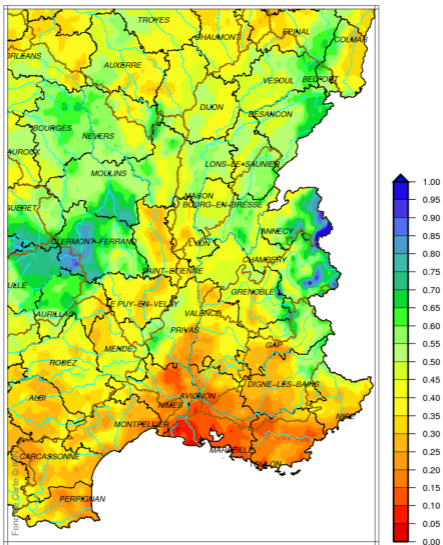 TROYES
CHAUMONT
EPINAL
COLMAR
ORLEANS
AUXERRE
VESOUL
BELFORT
DIJON
BESANCON
BOURGES
NEVERS
AUROUX
LONS-LE-SAUNIER
MOULINS
MACON
BOURG-EN-BRESSE
GUERET
ANNECY
CLERMONT-FERRAND
LYON
CHAMBERY
SAINT-ETIENNE
ULLE
GRENOBLE
LE PUY-EN-VELAY
AURILLAC
VALENCE
PRIVAS
MENDE
GAP
RODEZ
DIGNE-LES-BAINS
ALBI
AVIGNON
NIMES
NICE
MONTPELLIER
MARSEILLE
CARCASSONNE
TOULON
PERPIGNAN
1.00
0.95
0.90
0.85
0.80
0.75
0.70
0.65
0.60
0.55
0.50
0.45
0.40
0.35
0.30
0.25
0.20
0.15
0.10
0.05
0.00